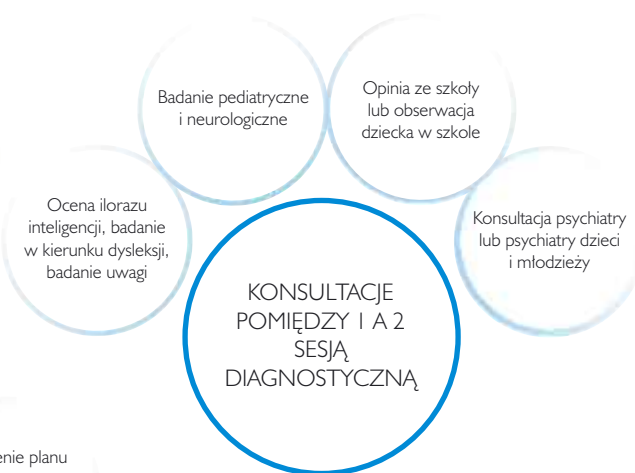 Badanie pediatryczne
i neurologiczne
Opinia ze szkoły
lub obserwacja
dziecka w szkole
Ocena ilorazu
inteligencji, badanie
w kierunku dysleksji,
badanie uwagi
Konsultacja psychiatry
lub psychiatry dzieci
i młodzieży
KONSULTACJE
POMIĘDZY 1 A 2
SESJĄ
DIAGNOSTYCZNĄ
planu